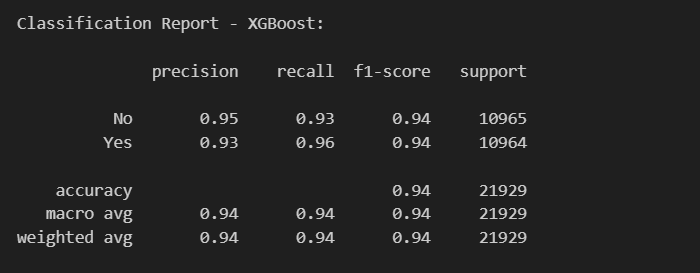 Classification Report - XGBoost:
precision recall f1-score support
No 0.95 0.93 0.94 10965
Yes 0.93 0.96 0.94 10964
accuracy 0.94 21929
macro avg 0.94 0.94 0.94 21929
weighted avg 0.94 0.94 0.94 21929